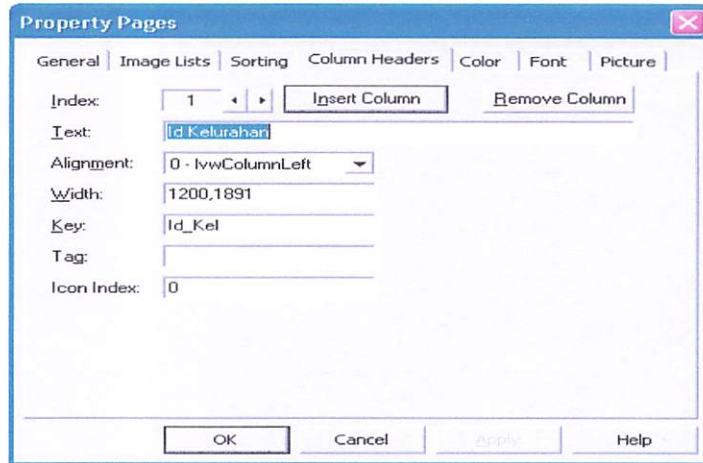 Property Pages
General Image Lists Sorting Column Headers Color Font Picture
Index: 1 Insert Column Remove Column
Text: Id Kelurahan
Alignment: 0 - lvwColumnLeft
Width: 1200,1891
Key: Id_Kel
Tag:
Icon Index: 0
OK Cancel Apply Help